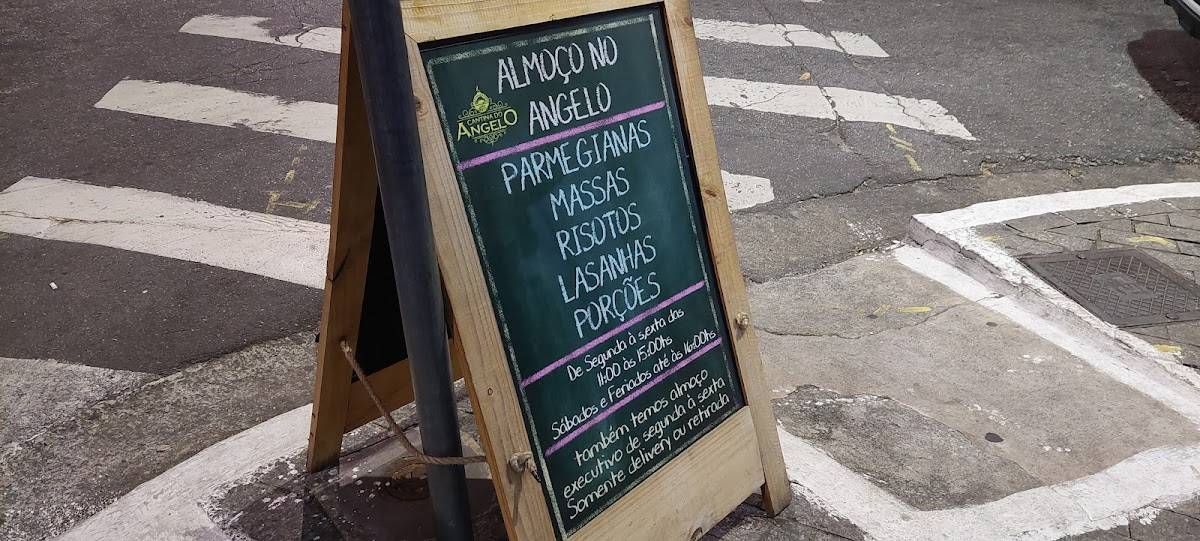 ALMOÇO NO
ANGELO
CANTINA DO
ANGELO
PARMEGIANAS
MASSAS
RISOTOS
LASANHAS
PORÇÕES
De Segunda à sexta das
11:00 às 15:00hs
Sábados e Feriados até às 16:00hs
também temos almoço
executivo de segunda à sexta
Somente delivery ou retirada